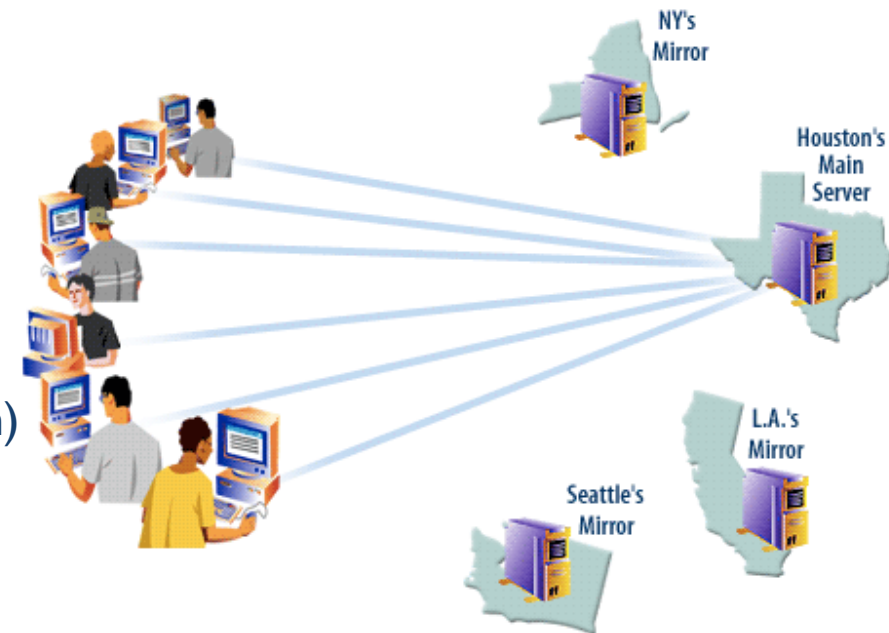 NY's
Mirror
Houston's
Main
Server
)
L.A.'s
Mirror
Seattle's
Mirror